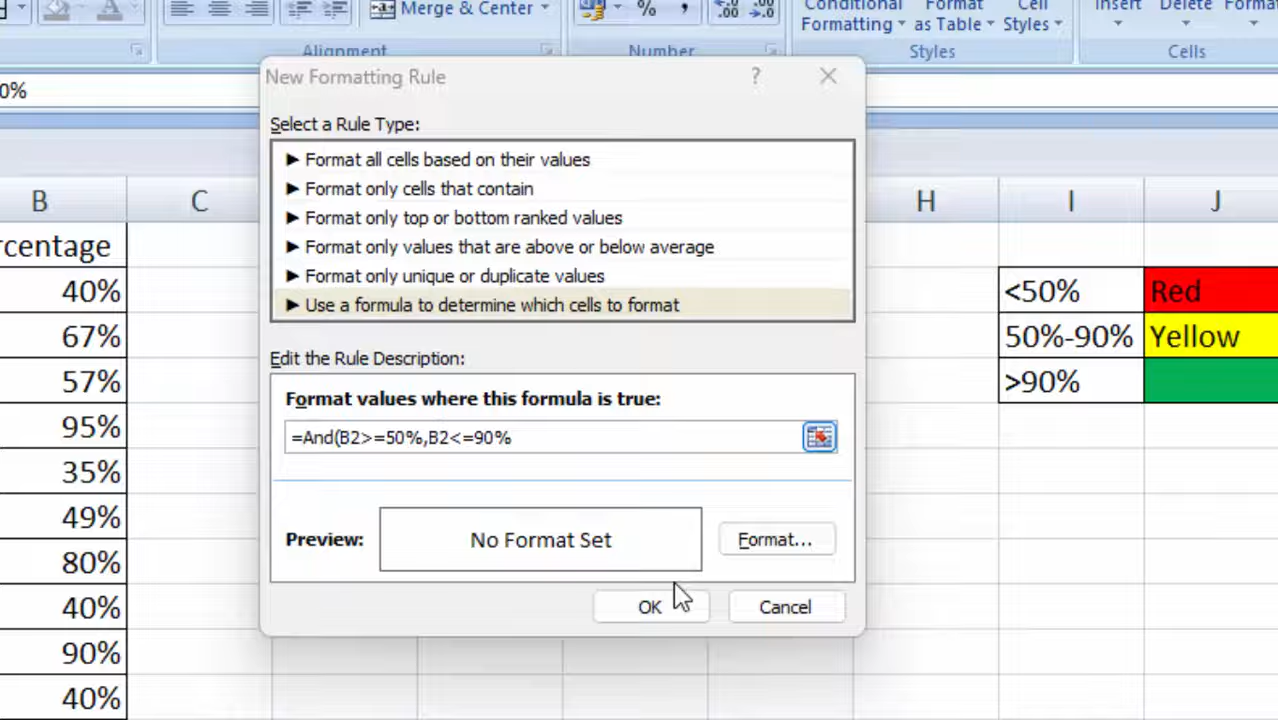 Merge & Center
%
,
Conditional
Formatting
Format
as Table
Cell
Styles
Insert
Delete
Format
Alignment
Number
Styles
Cells
0%
New Formatting Rule
?
Select a Rule Type:
► Format all cells based on their values
► Format only cells that contain
► Format only top or bottom ranked values
► Format only values that are above or below average
► Format only unique or duplicate values
► Use a formula to determine which cells to format
Edit the Rule Description:
Format values where this formula is true:
=And(B2>=50%,B2<=90%
Preview:
No Format Set
Format...
OK
Cancel
B
C
H
I
J
rcentage
40%
67%
57%
95%
35%
49%
80%
40%
90%
40%
<50%
Red
50%-90%
Yellow
>90%